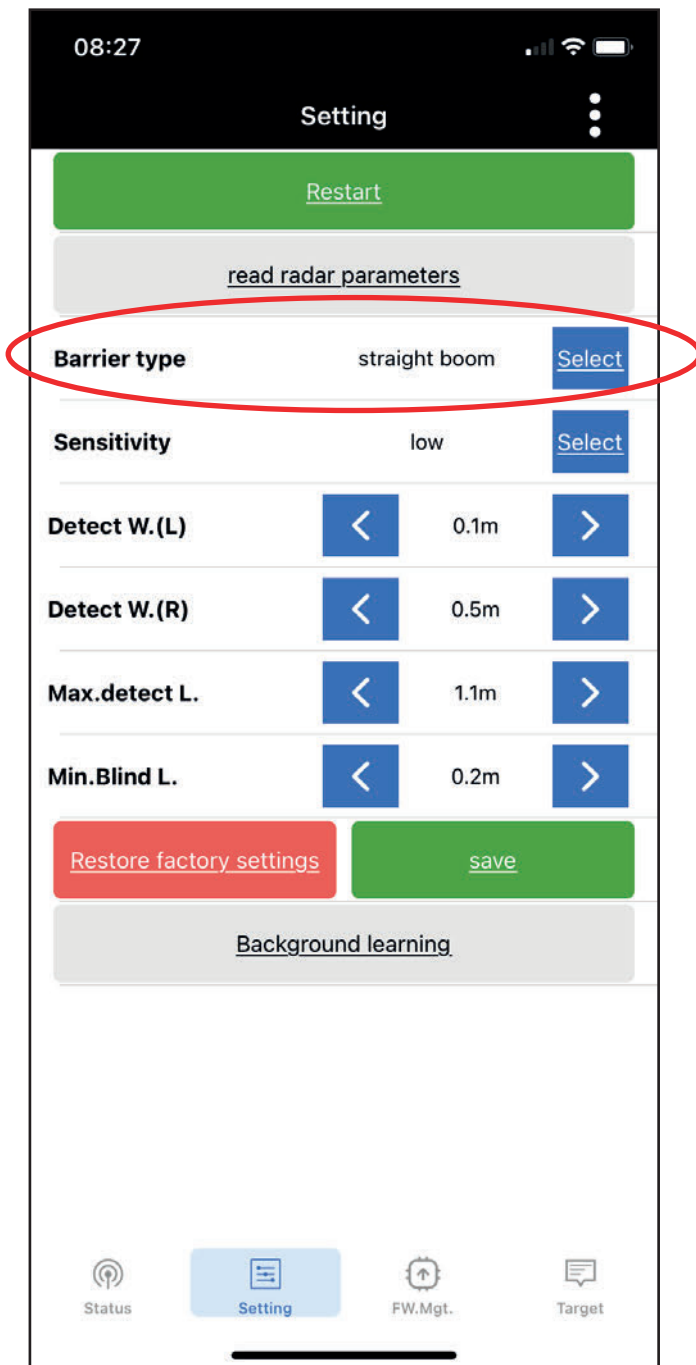 08:27
Setting
Restart
read radar parameters
Barrier type straight boom Select
Sensitivity low Select
Detect W.(L) 0.1m
Detect W.(R) 0.5m
Max.detect L. 1.1m
Min.Blind L. 0.2m
Restore factory settings save
Background learning
Status Setting FW.Mgt. Target